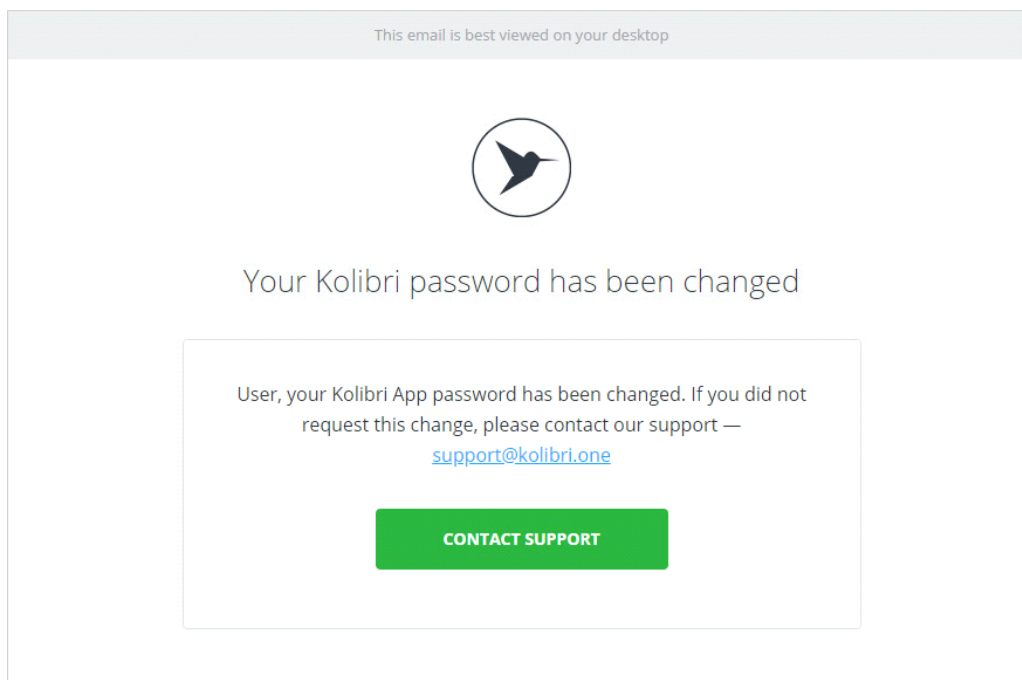 This email is best viewed on your desktop
Your Kolibri password has been changed
User, your Kolibri App password has been changed. If you did not
request this change, please contact our support —
support@kolibri.one
CONTACT SUPPORT